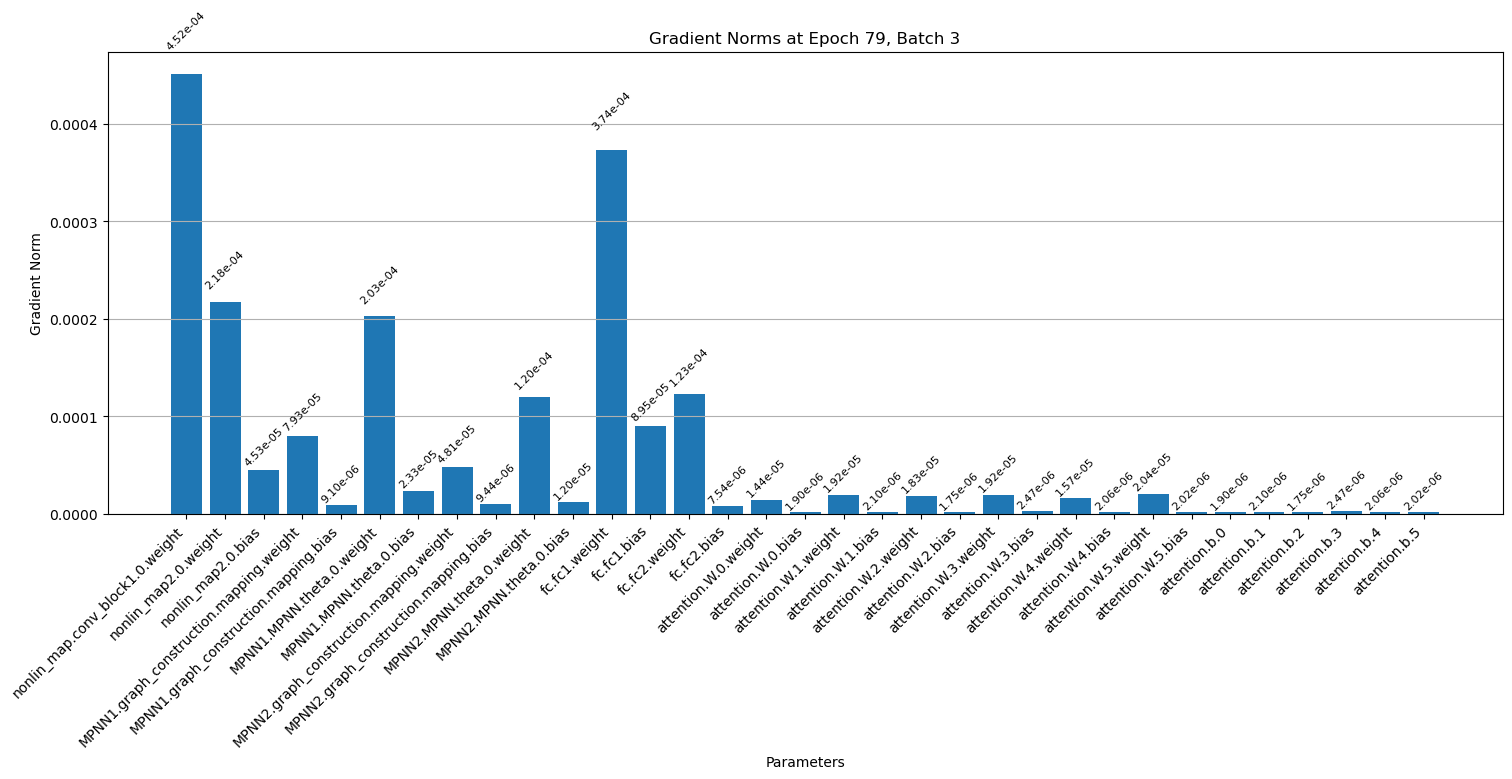 Gradient Norms at Epoch 79, Batch 3
Gradient Norm
0.0004
0.0003
0.0002
0.0001
0.0000
4.52e-04
2.18e-04
4.53e-05
7.93e-05
9.10e-06
2.03e-04
2.33e-05
4.81e-05
9.44e-06
1.20e-04
1.20e-05
3.74e-04
8.95e-05
1.23e-04
7.54e-06
1.44e-05
1.90e-06
1.92e-05
2.10e-06
1.83e-05
1.75e-06
1.92e-05
2.47e-06
1.57e-05
2.06e-06
2.04e-05
2.02e-06
1.90e-06
2.10e-06
1.75e-06
2.47e-06
2.06e-06
2.02e-06
nonlin_map.conv_block1.0.weight
nonlin_map2.0.weight
nonlin_map2.0.bias
MPNN1.graph_construction.mapping.weight
MPNN1.graph_construction.mapping.bias
MPNN1.MPNN.theta.0.weight
MPNN1.MPNN.theta.0.bias
MPNN2.graph_construction.mapping.weight
MPNN2.graph_construction.mapping.bias
MPNN2.MPNN.theta.0.weight
MPNN2.MPNN.theta.0.bias
fc.fc1.weight
fc.fc1.bias
fc.fc2.weight
fc.fc2.bias
attention.W.0.weight
attention.W.0.bias
attention.W.1.weight
attention.W.1.bias
attention.W.2.weight
attention.W.2.bias
attention.W.3.weight
attention.W.3.bias
attention.W.4.weight
attention.W.4.bias
attention.W.5.weight
attention.W.5.bias
attention.b.0
attention.b.1
attention.b.2
attention.b.3
attention.b.4
attention.b.5
Parameters